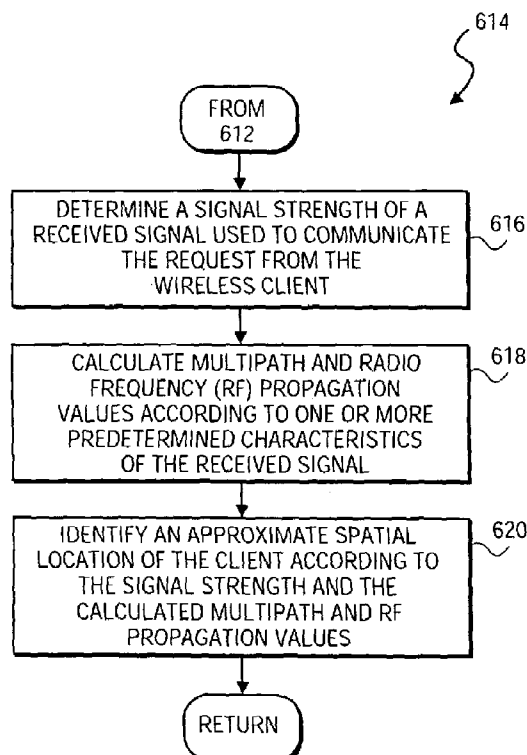 614
FROM
612
DETERMINE A SIGNAL STRENGTH OF A
RECEIVED SIGNAL USED TO COMMUNICATE
THE REQUEST FROM THE
WIRELESS CLIENT
616
CALCULATE MULTIPATH AND RADIO
FREQUENCY (RF) PROPAGATION
VALUES ACCORDING TO ONE OR MORE
PREDETERMINED CHARACTERISTICS
OF THE RECEIVED SIGNAL
618
IDENTIFY AN APPROXIMATE SPATIAL
LOCATION OF THE CLIENT ACCORDING TO
THE SIGNAL STRENGTH AND THE
CALCULATED MULTIPATH AND RF
PROPAGATION VALUES
620
RETURN